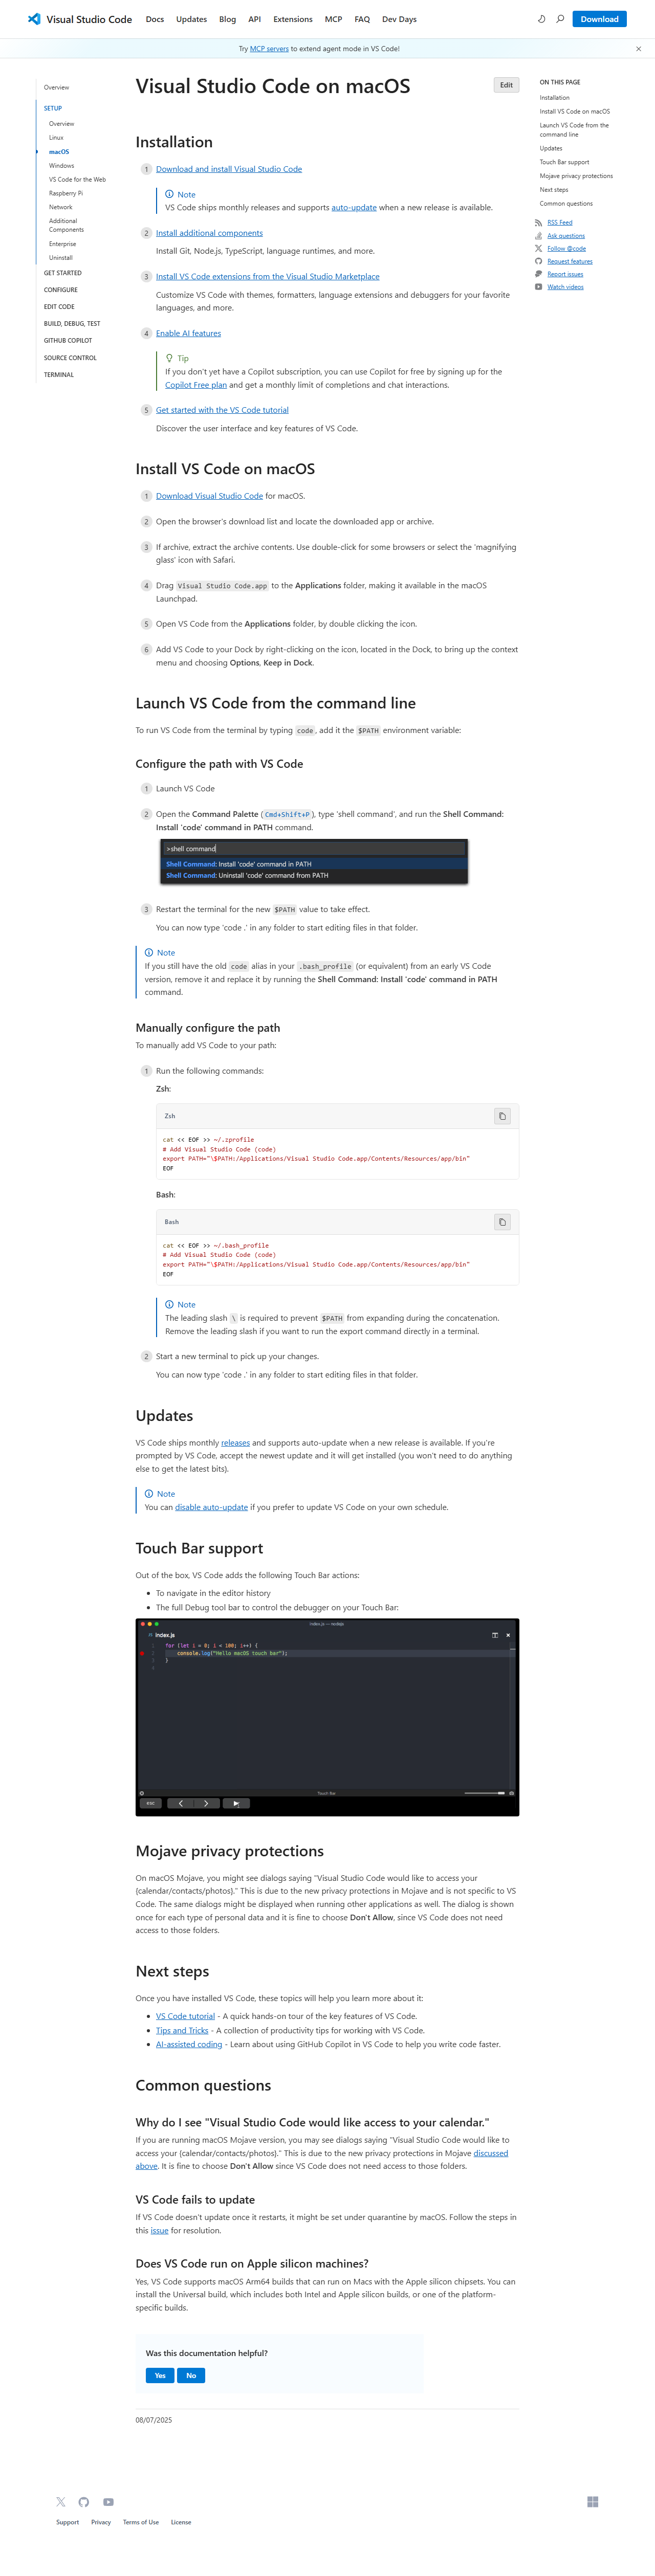 Visual Studio Code
Docs
Updates
Blog
API
Extensions
MCP
FAQ
Dev Days
Download
Try MCP servers to extend agent mode in VS Code!
Overview
SETUP
Overview
Linux
macOS
Windows
VS Code for the Web
Raspberry Pi
Network
Additional
Components
Enterprise
Uninstall
GET STARTED
CONFIGURE
EDIT CODE
BUILD, DEBUG, TEST
GITHUB COPILOT
SOURCE CONTROL
TERMINAL
Visual Studio Code on macOS
Edit
Installation
1 Download and install Visual Studio Code
Note
VS Code ships monthly releases and supports auto-update when a new release is available.
2 Install additional components
Install Git, Node.js, TypeScript, language runtimes, and more.
3 Install VS Code extensions from the Visual Studio Marketplace
Customize VS Code with themes, formatters, language extensions and debuggers for your favorite
languages, and more.
4 Enable AI features
Tip
If you don't yet have a Copilot subscription, you can use Copilot for free by signing up for the
Copilot Free plan and get a monthly limit of completions and chat interactions.
5 Get started with the VS Code tutorial
Discover the user interface and key features of VS Code.
Install VS Code on macOS
1 Download Visual Studio Code for macOS.
2 Open the browser's download list and locate the downloaded app or archive.
3 If archive, extract the archive contents. Use double-click for some browsers or select the 'magnifying
glass' icon with Safari.
4 Drag Visual Studio Code.app to the Applications folder, making it available in the macOS
Launchpad.
5 Open VS Code from the Applications folder, by double clicking the icon.
6 Add VS Code to your Dock by right-clicking on the icon, located in the Dock, to bring up the context
menu and choosing Options, Keep in Dock.
Launch VS Code from the command line
To run VS Code from the terminal by typing code, add it the $PATH environment variable:
Configure the path with VS Code
1 Launch VS Code
2 Open the Command Palette (Cmd+Shift+P), type 'shell command', and run the Shell Command:
Install 'code' command in PATH command.
>shell command
Shell Command: Install 'code' command in PATH
Shell Command: Uninstall 'code' command from PATH
3 Restart the terminal for the new $PATH value to take effect.
You can now type 'code .' in any folder to start editing files in that folder.
Note
If you still have the old code alias in your .bash_profile (or equivalent) from an early VS Code
version, remove it and replace it by running the Shell Command: Install 'code' command in PATH
command.
Manually configure the path
To manually add VS Code to your path:
1 Run the following commands:
Zsh:
Zsh
cat << EOF >> ~/.zprofile
# Add Visual Studio Code (code)
export PATH="\$PATH:/Applications/Visual Studio Code.app/Contents/Resources/app/bin"
EOF
Bash:
Bash
cat << EOF >> ~/.bash_profile
# Add Visual Studio Code (code)
export PATH="\$PATH:/Applications/Visual Studio Code.app/Contents/Resources/app/bin"
EOF
Note
The leading slash \ is required to prevent $PATH from expanding during the concatenation.
Remove the leading slash if you want to run the export command directly in a terminal.
2 Start a new terminal to pick up your changes.
You can now type 'code .' in any folder to start editing files in that folder.
Updates
VS Code ships monthly releases and supports auto-update when a new release is available. If you're
prompted by VS Code, accept the newest update and it will get installed (you won't need to do anything
else to get the latest bits).
Note
You can disable auto-update if you prefer to update VS Code on your own schedule.
Touch Bar support
Out of the box, VS Code adds the following Touch Bar actions:
To navigate in the editor history
The full Debug tool bar to control the debugger on your Touch Bar:
index.js — nodejs
index.js
1 for (let i = 0; i < 100; i++) {
2 console.log("Hello macOS touch bar");
3 }
4
Touch Bar
esc
Mojave privacy protections
On macOS Mojave, you might see dialogs saying "Visual Studio Code would like to access your
{calendar/contacts/photos}." This is due to the new privacy protections in Mojave and is not specific to VS
Code. The same dialogs might be displayed when running other applications as well. The dialog is shown
once for each type of personal data and it is fine to choose Don't Allow, since VS Code does not need
access to those folders.
Next steps
Once you have installed VS Code, these topics will help you learn more about it:
VS Code tutorial - A quick hands-on tour of the key features of VS Code.
Tips and Tricks - A collection of productivity tips for working with VS Code.
AI-assisted coding - Learn about using GitHub Copilot in VS Code to help you write code faster.
Common questions
Why do I see "Visual Studio Code would like access to your calendar."
If you are running macOS Mojave version, you may see dialogs saying "Visual Studio Code would like to
access your {calendar/contacts/photos}." This is due to the new privacy protections in Mojave discussed
above. It is fine to choose Don't Allow since VS Code does not need access to those folders.
VS Code fails to update
If VS Code doesn't update once it restarts, it might be set under quarantine by macOS. Follow the steps in
this issue for resolution.
Does VS Code run on Apple silicon machines?
Yes, VS Code supports macOS Arm64 builds that can run on Macs with the Apple silicon chipsets. You can
install the Universal build, which includes both Intel and Apple silicon builds, or one of the platform-
specific builds.
Was this documentation helpful?
Yes
No
08/07/2025
ON THIS PAGE
Installation
Install VS Code on macOS
Launch VS Code from the
command line
Updates
Touch Bar support
Mojave privacy protections
Next steps
Common questions
RSS Feed
Ask questions
Follow @code
Request features
Report issues
Watch videos
Support
Privacy
Terms of Use
License